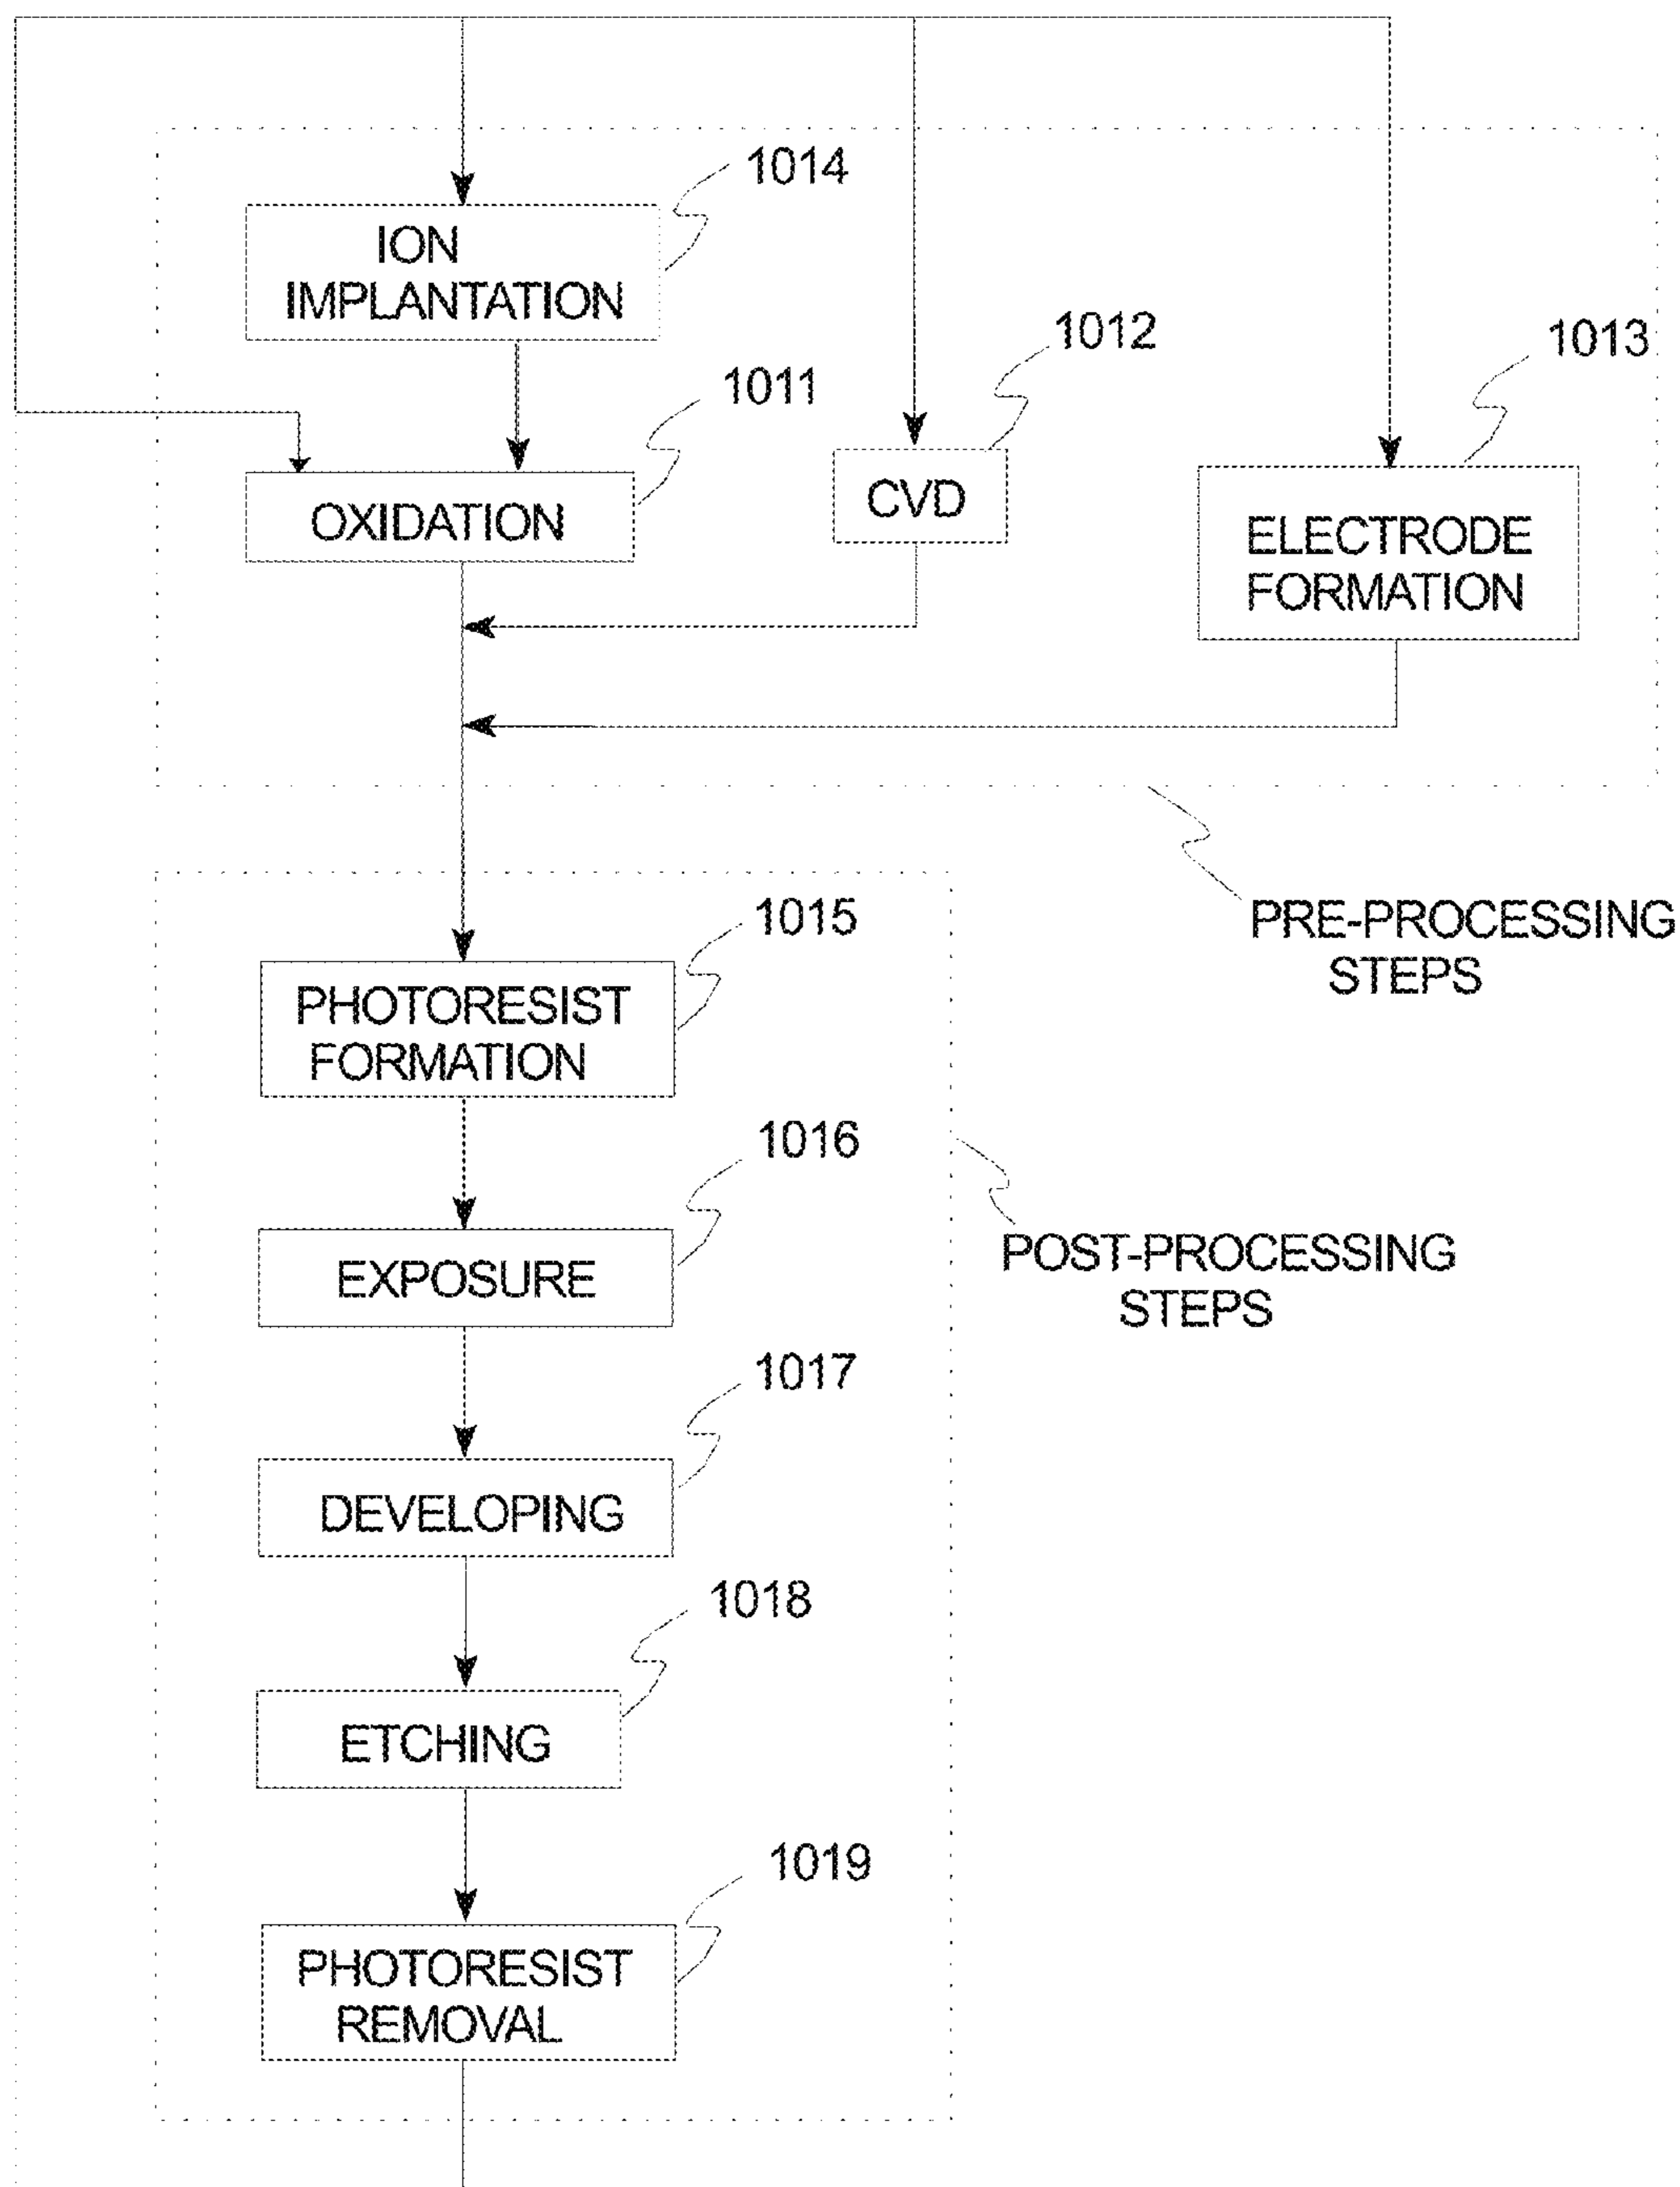 1014
ION
IMPLANTATION
1012
1013
1011
CVD
OXIDATION
ELECTRODE
FORMATION
PRE-PROCESSING
STEPS
1015
PHOTORESIST
FORMATION
1016
EXPOSURE
POST-PROCESSING
STEPS
1017
DEVELOPING
1018
ETCHING
1019
PHOTORESIST
REMOVAL